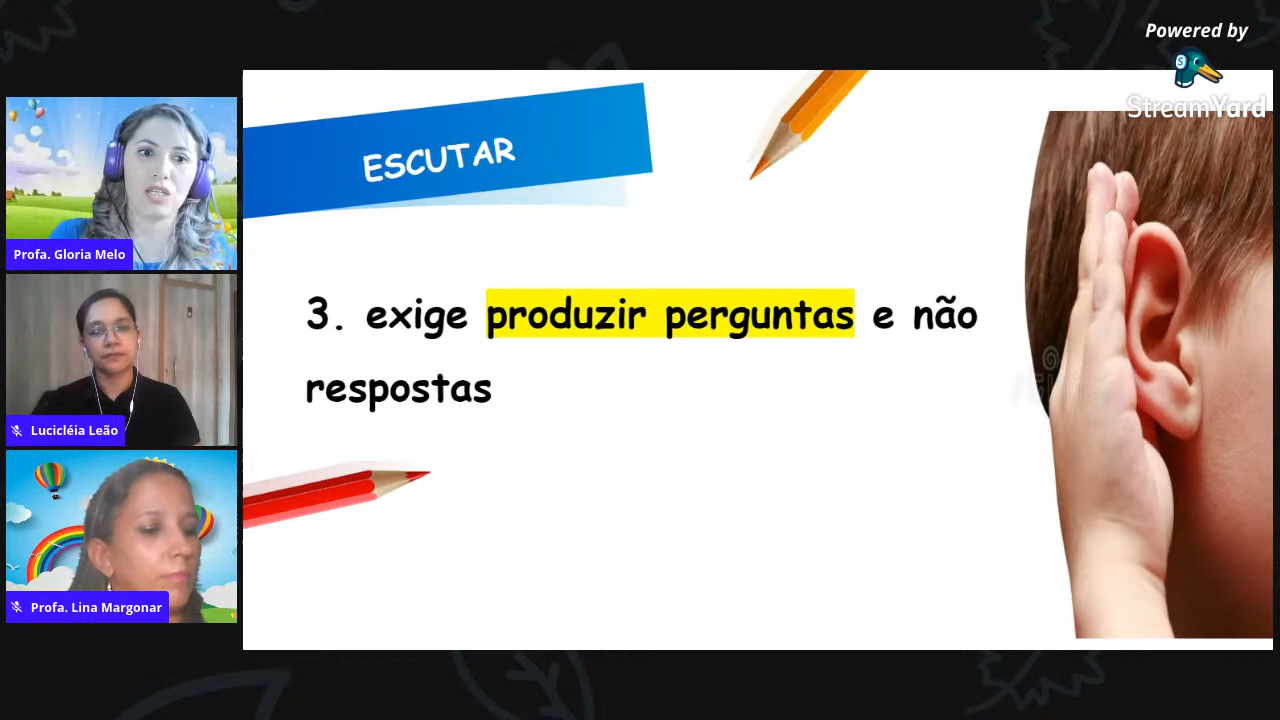 Powered by
StreamYard
ESCUTAR
3. exige produzir perguntas e não
respostas
Profa. Gloria Melo
Lucicléia Leão
Profa. Lina Margonar